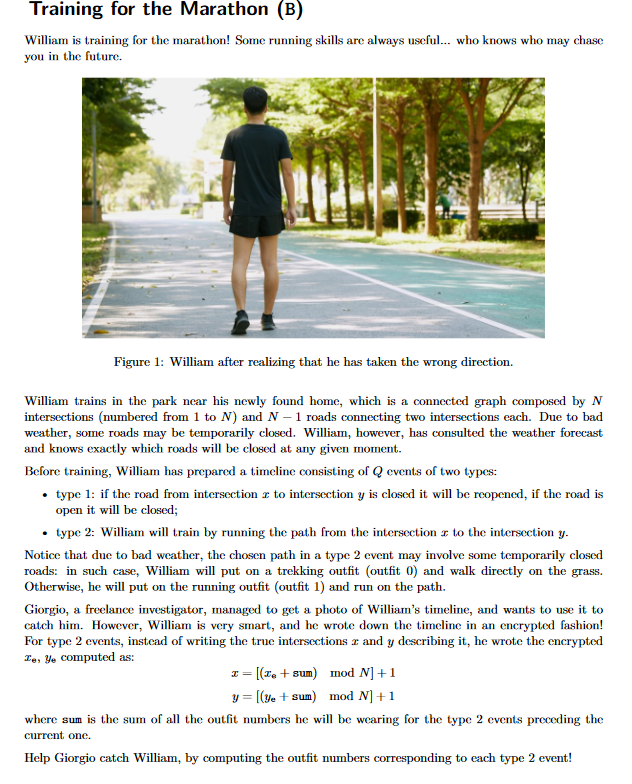 Training for the Marathon (B)
William is training for the marathon! Some running skills are always useful... who knows who may chase
you in the future.
Figure 1: William after realizing that he has taken the wrong direction.
William trains in the park near his newly found home, which is a connected graph composed by N
intersections (numbered from 1 to N) and N − 1 roads connecting two intersections each. Due to bad
weather, some roads may be temporarily closed. William, however, has consulted the weather forecast
and knows exactly which roads will be closed at any given moment.
Before training, William has prepared a timeline consisting of Q events of two types:
• type 1: if the road from intersection x to intersection y is closed it will be reopened, if the road is
open it will be closed;
• type 2: William will train by running the path from the intersection x to the intersection y.
Notice that due to bad weather, the chosen path in a type 2 event may involve some temporarily closed
roads: in such case, William will put on a trekking outfit (outfit 0) and walk directly on the grass.
Otherwise, he will put on the running outfit (outfit 1) and run on the path.
Giorgio, a freelance investigator, managed to get a photo of William's timeline, and wants to use it to
catch him. However, William is very smart, and he wrote down the timeline in an encrypted fashion!
For type 2 events, instead of writing the true intersections x and y describing it, he wrote the encrypted
xₑ, yₑ computed as:
x = [(xₑ + sum) mod N] + 1
y = [(yₑ + sum) mod N] + 1
where sum is the sum of all the outfit numbers he will be wearing for the type 2 events preceding the
current one.
Help Giorgio catch William, by computing the outfit numbers corresponding to each type 2 event!